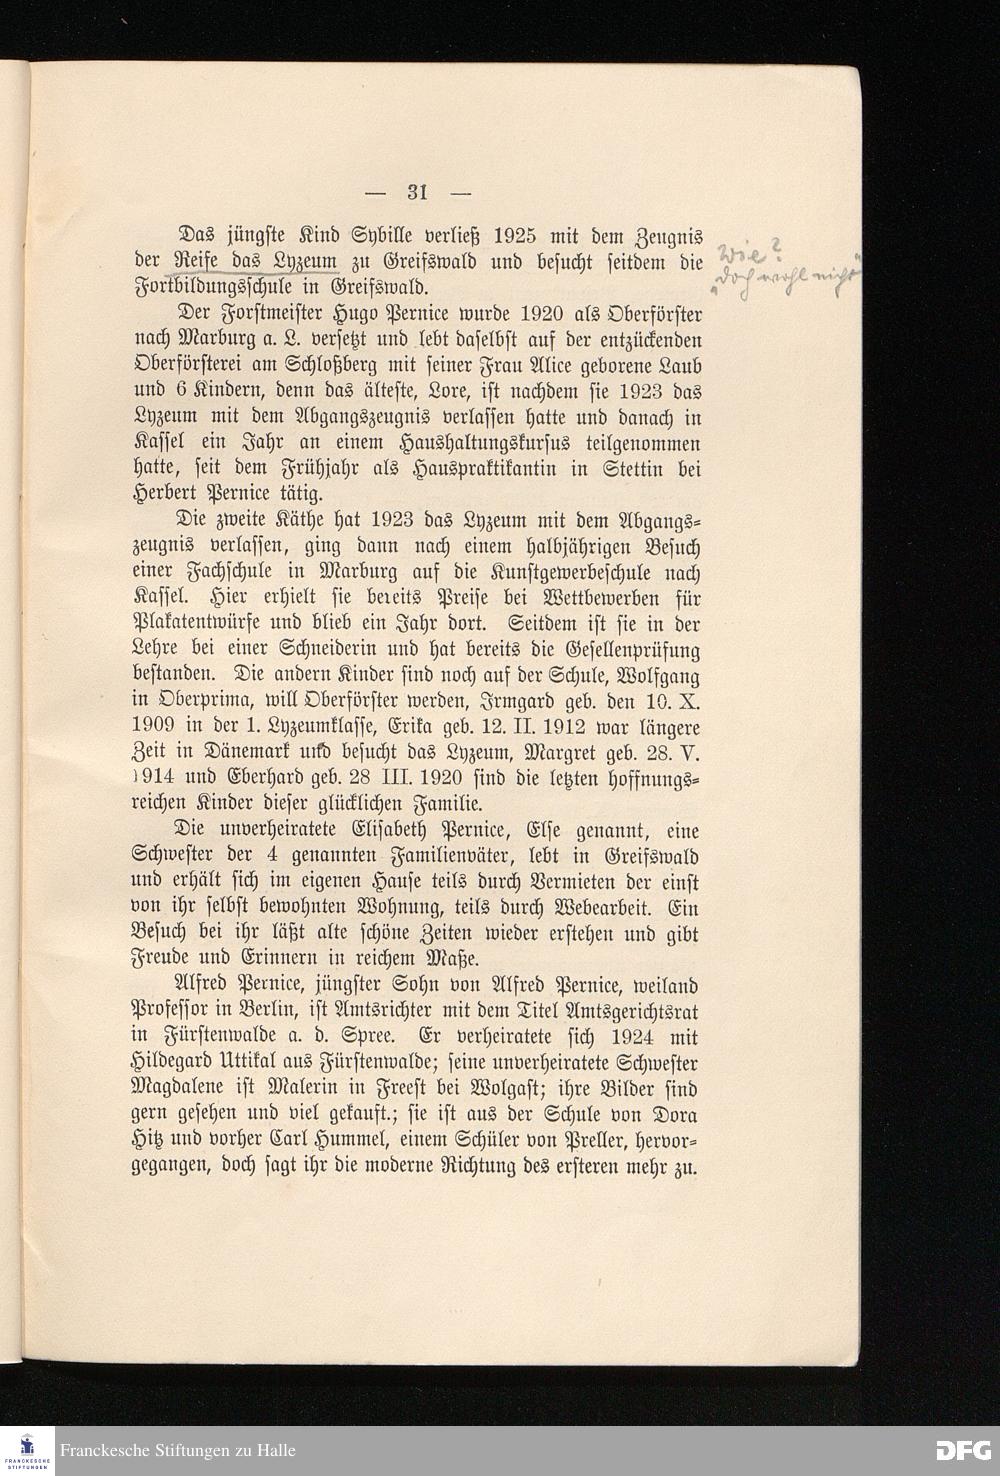 — 31 —
Das jüngste Kind Sybille verließ 1925 mit dem Zeugnis
der Reife das Lyzeum zu Greifswald und besucht seitdem die
Fortbildungsschule in Greifswald.
Wie?
"doch wohl nicht"
Der Forstmeister Hugo Pernice wurde 1920 als Oberförster
nach Marburg a. L. versetzt und lebt daselbst auf der entzückenden
Oberförsterei am Schloßberg mit seiner Frau Alice geborene Laub
und 6 Kindern, denn das älteste, Lore, ist nachdem sie 1923 das
Lyzeum mit dem Abgangszeugnis verlassen hatte und danach in
Kassel ein Jahr an einem Haushaltungskursus teilgenommen
hatte, seit dem Frühjahr als Hauspraktikantin in Stettin bei
Herbert Pernice tätig.
Die zweite Käthe hat 1923 das Lyzeum mit dem Abgangs-
zeugnis verlassen, ging dann nach einem halbjährigen Besuch
einer Fachschule in Marburg auf die Kunstgewerbeschule nach
Kassel. Hier erhielt sie bereits Preise bei Wettbewerben für
Plakatentwürfe und blieb ein Jahr dort. Seitdem ist sie in der
Lehre bei einer Schneiderin und hat bereits die Gesellenprüfung
bestanden. Die andern Kinder sind noch auf der Schule, Wolfgang
in Oberprima, will Oberförster werden, Irmgard geb. den 10. X.
1909 in der 1. Lyzeumklasse, Erika geb. 12. II. 1912 war längere
Zeit in Dänemark und besucht das Lyzeum, Margret geb. 28. V.
1914 und Eberhard geb. 28 III. 1920 sind die letzten hoffnungs-
reichen Kinder dieser glücklichen Familie.
Die unverheiratete Elisabeth Pernice, Else genannt, eine
Schwester der 4 genannten Familienväter, lebt in Greifswald
und erhält sich im eigenen Hause teils durch Vermieten der einst
von ihr selbst bewohnten Wohnung, teils durch Webearbeit. Ein
Besuch bei ihr läßt alte schöne Zeiten wieder erstehen und gibt
Freude und Erinnern in reichem Maße.
Alfred Pernice, jüngster Sohn von Alfred Pernice, weiland
Professor in Berlin, ist Amtsrichter mit dem Titel Amtsgerichtsrat
in Fürstenwalde a. d. Spree. Er verheiratete sich 1924 mit
Hildegard Uttikal aus Fürstenwalde; seine unverheiratete Schwester
Magdalene ist Malerin in Freest bei Wolgast; ihre Bilder sind
gern gesehen und viel gekauft.; sie ist aus der Schule von Dora
Hitz und vorher Carl Hummel, einem Schüler von Preller, hervor-
gegangen, doch sagt ihr die moderne Richtung des ersteren mehr zu.
FRANCKESCHE
STIFTUNGEN
Franckesche Stiftungen zu Halle
DFG